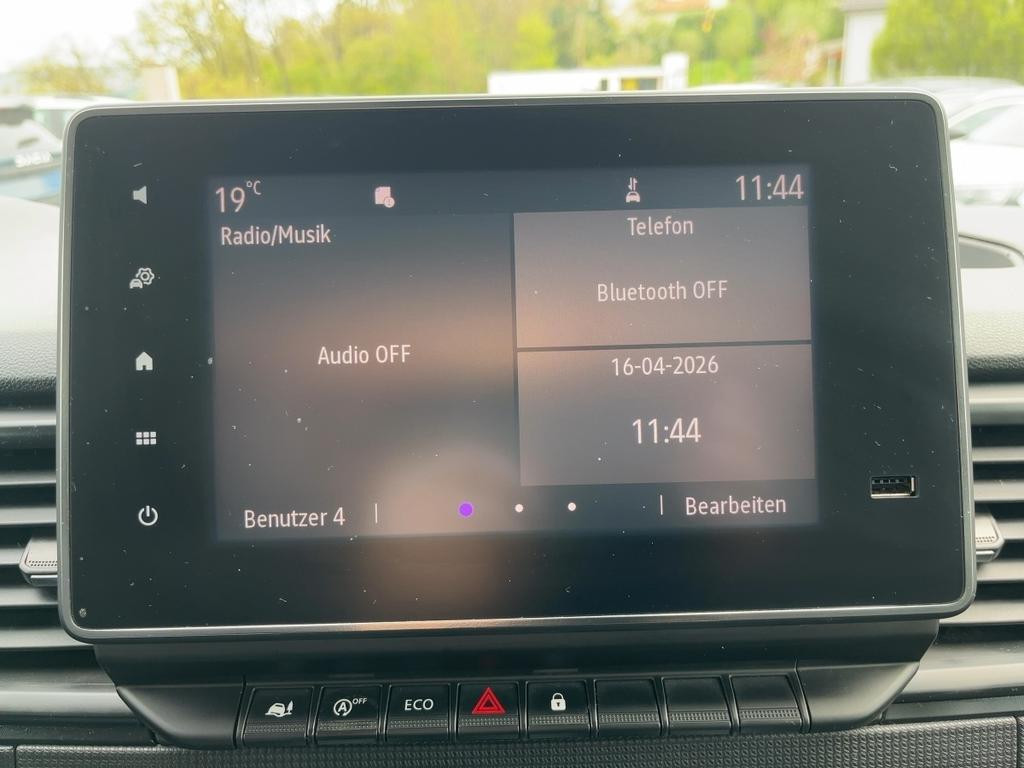 19°C
11:44
Radio/Musik
Telefon
Bluetooth OFF
Audio OFF
16-04-2026
11:44
Benutzer 4
Bearbeiten
A OFF
ECO